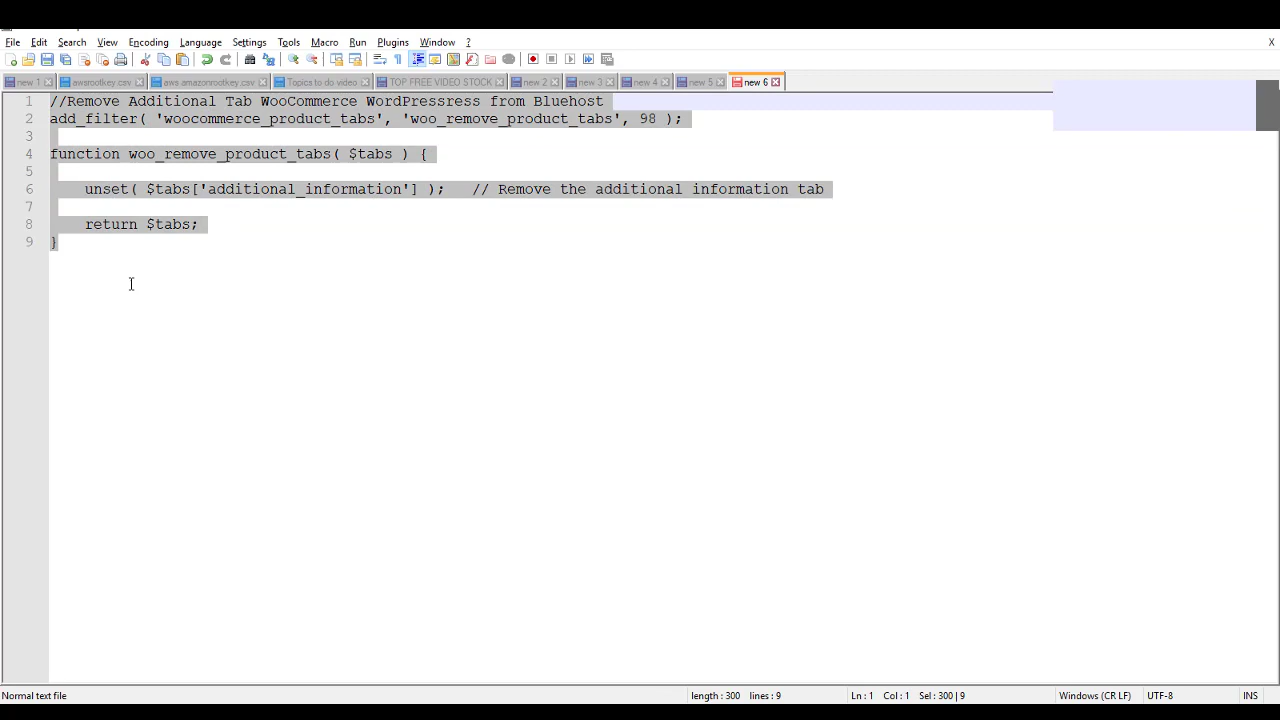 File Edit Search View Encoding Language Settings Tools Macro Run Plugins Window ? X
new 1 awsrootkey.csv aws amazonrootkey.csv Topics to do video TOP FREE VIDEO STOCK new 2 new 3 new 4 new 5 new 6
1 //Remove Additional Tab WooCommerce WordPressress from Bluehost
2 add_filter( 'woocommerce_product_tabs', 'woo_remove_product_tabs', 98 );
3
4 function woo_remove_product_tabs( $tabs ) {
5
6 unset( $tabs['additional_information'] ); // Remove the additional information tab
7
8 return $tabs;
9 }
Normal text file length : 300 lines : 9 Ln : 1 Col : 1 Sel : 300 | 9 Windows (CR LF) UTF-8 INS